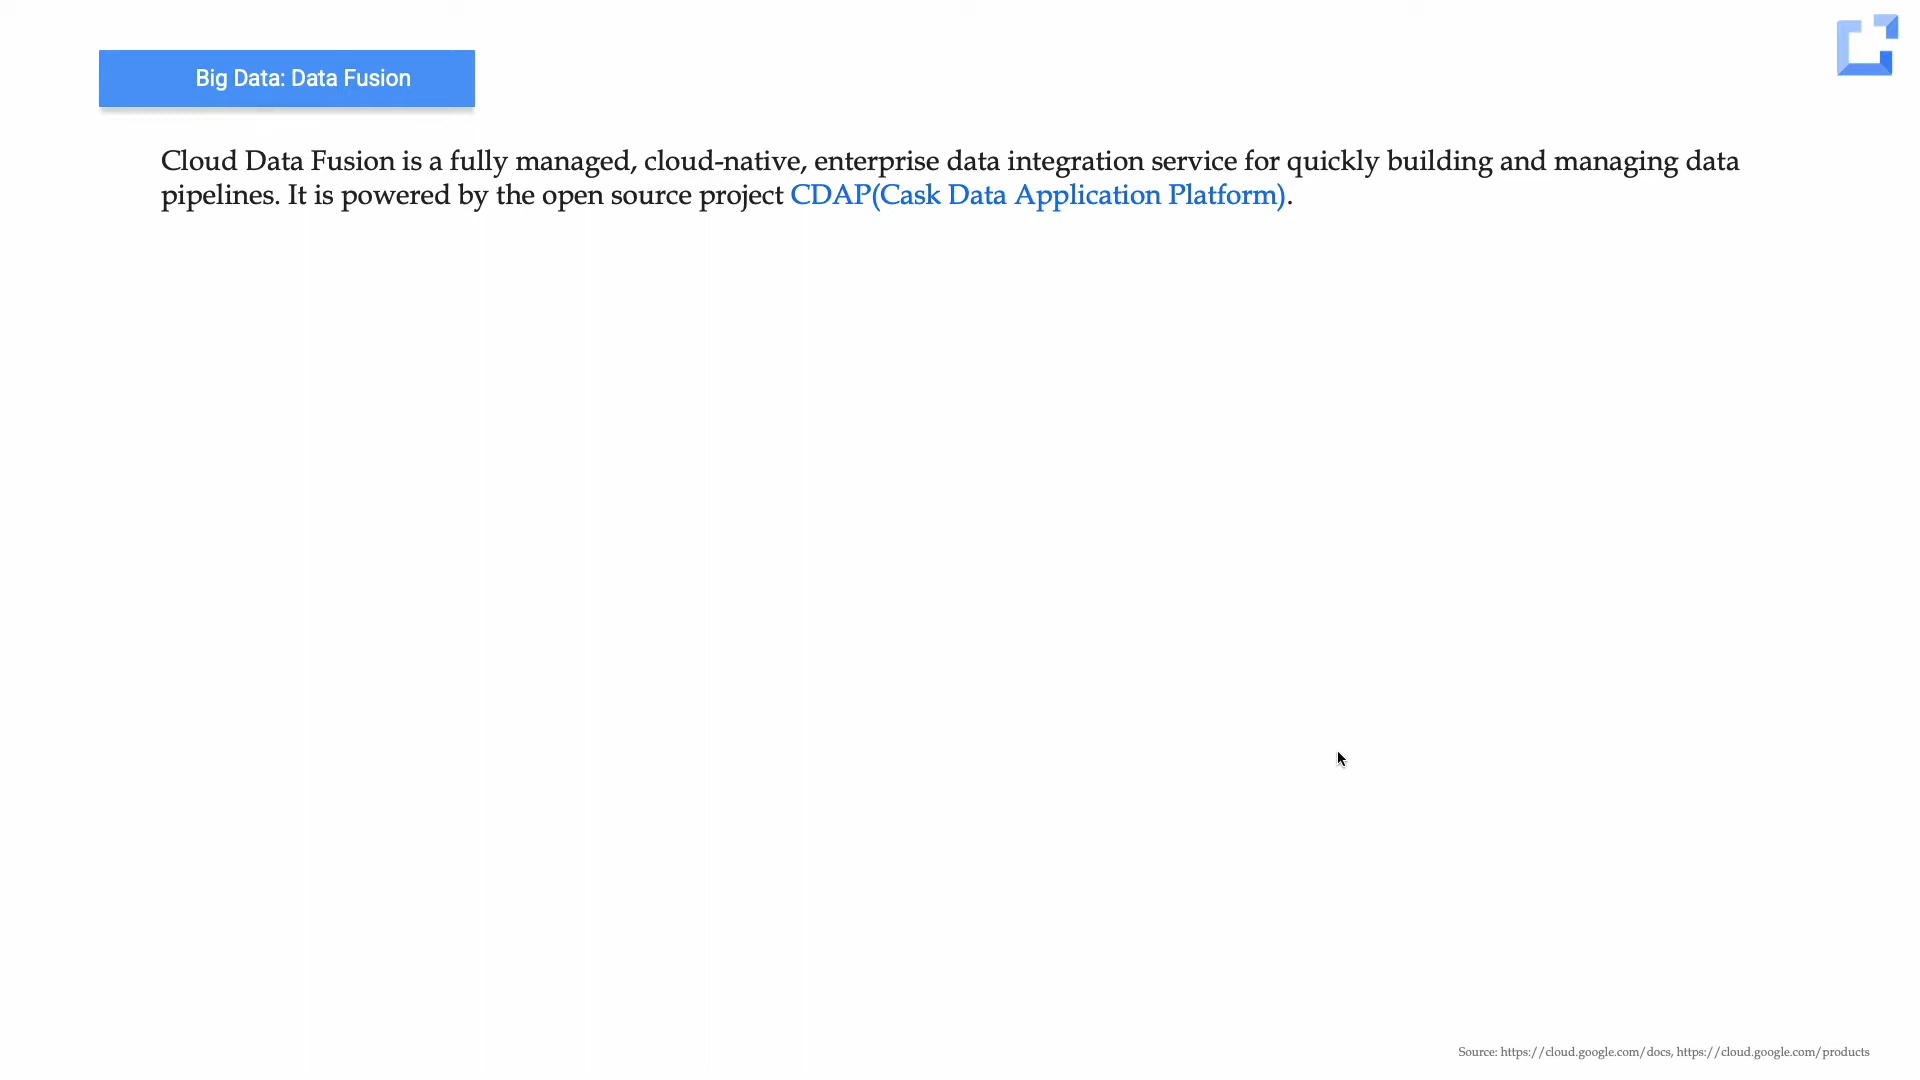 Big Data: Data Fusion
Cloud Data Fusion is a fully managed, cloud-native, enterprise data integration service for quickly building and managing data
pipelines. It is powered by the open source project CDAP(Cask Data Application Platform).
Source: https://cloud.google.com/docs, https://cloud.google.com/products